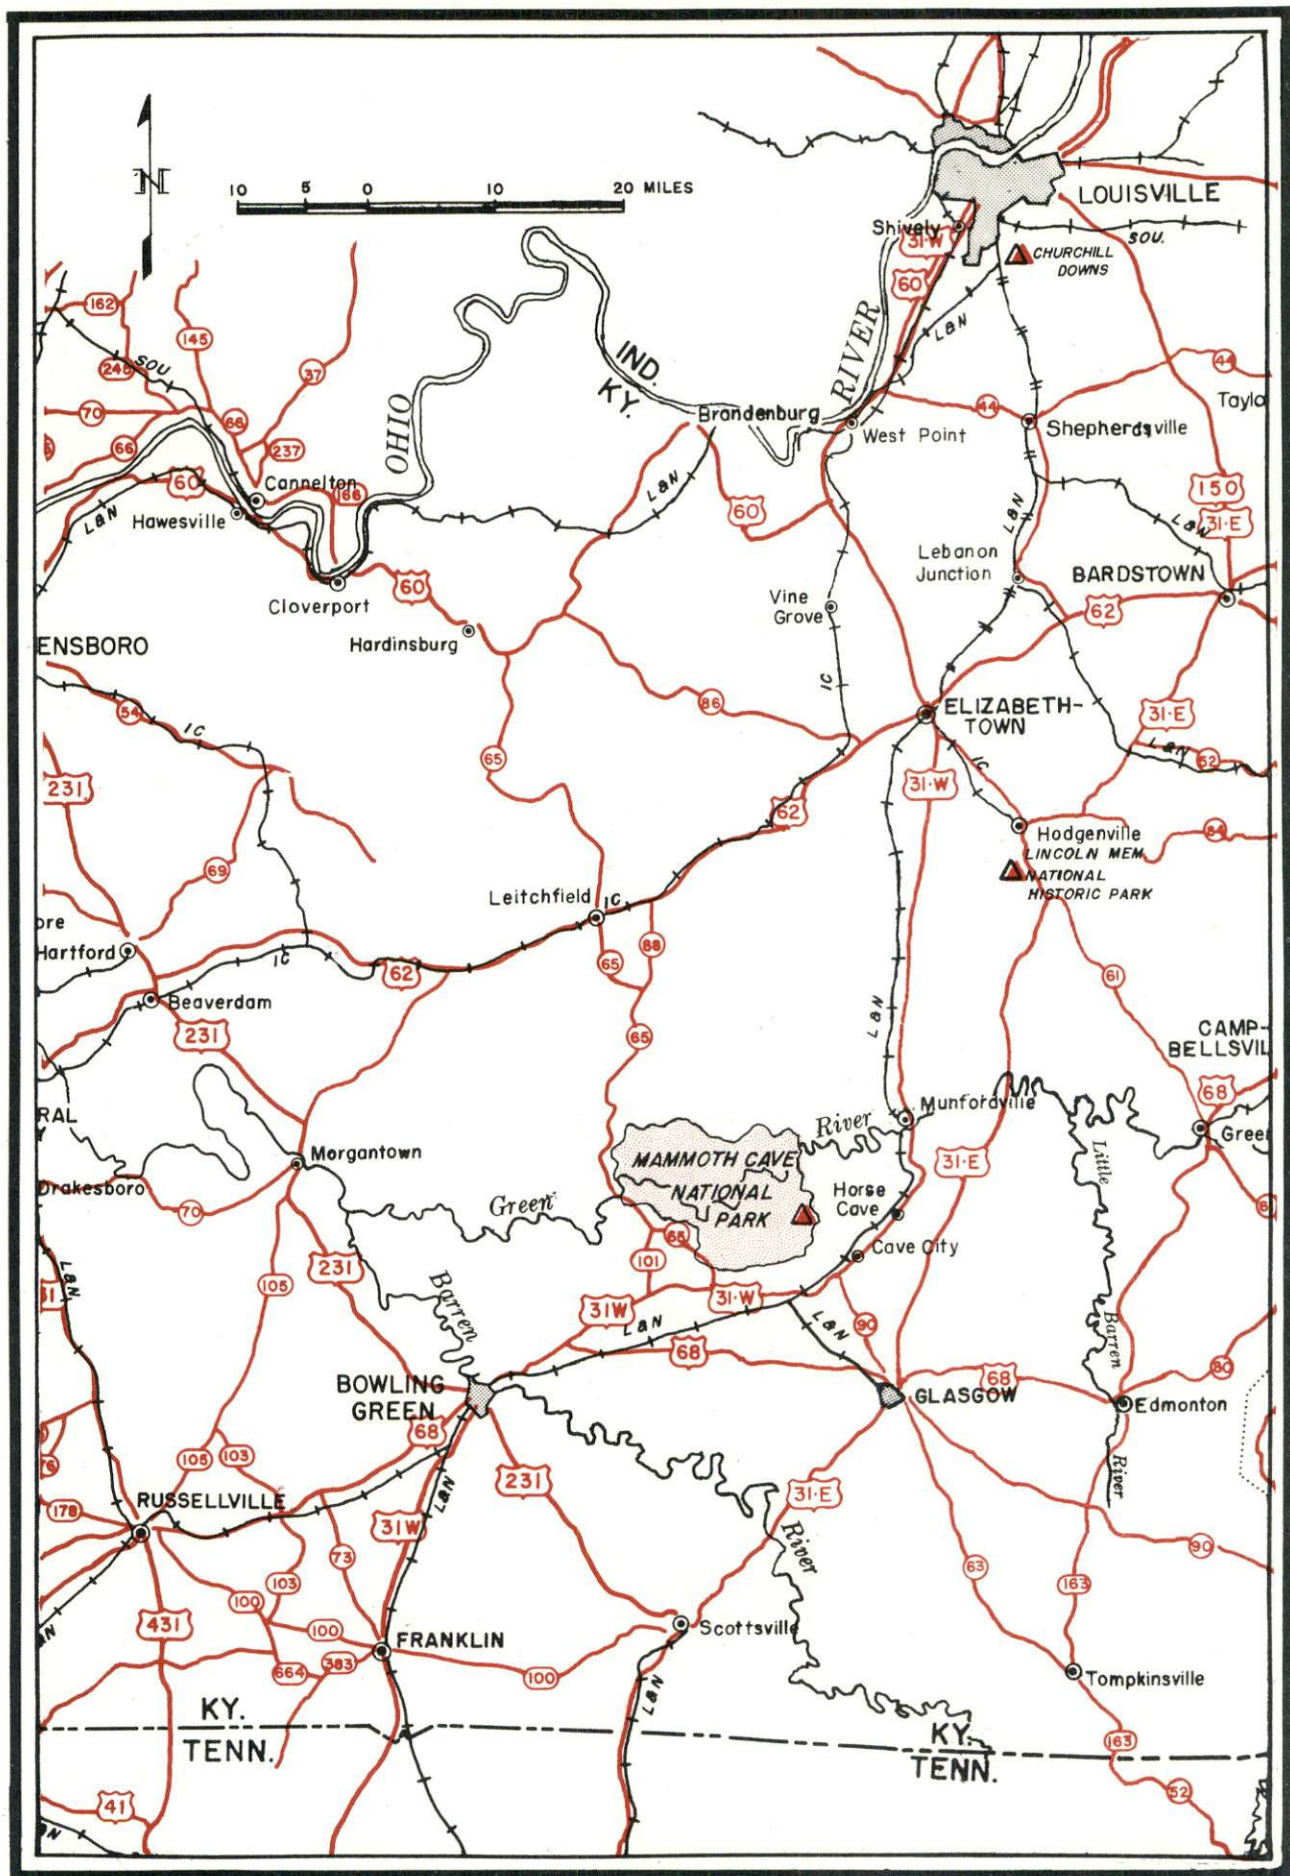 N
10 5 0 10 20 MILES
LOUISVILLE
Shively
31·W
SOU.
CHURCHILL
DOWNS
60
162
145
L&N
RIVER
IND.
KY.
SOU.
37
246
44
70
OHIO
Brandenburg
44
Tayla
66
West Point
Shepherdsville
66
237
Cannelton
60
166
L&N
150
L&N
Hawesville
60
L&N
L&N
31·E
Lebanon
Junction
BARDSTOWN
60
Cloverport
Vine
Grove
62
Hardinsburg
ENSBORO
IC
86
ELIZABETH-
TOWN
31·E
54
IC
L&N
52
65
IC
31·W
231
62
Hodgenville
84
LINCOLN MEM.
NATIONAL
HISTORIC PARK
69
Leitchfield
IC
ore
Hartford
88
IC
62
65
61
Beaverdam
L&N
231
65
CAMP-
BELLSVIL
68
RAL
Y
Munfordville
River
Green
Morgantown
MAMMOTH CAVE
31·E
Little
Drakesboro
NATIONAL
Horse
Cave
70
Green
PARK
65
Cave City
101
L&N
231
105
31
Barren
31W
31·W
L&N
L&N
90
Barren
68
80
BOWLING
GREEN
68
GLASGOW
Edmonton
68
105
103
76
231
River
178
RUSSELLVILLE
L&N
31·E
31W
River
73
90
103
63
163
100
431
100
FRANKLIN
Scottsville
664
383
100
L&N
Tompkinsville
KY.
TENN.
KY.
TENN.
163
41
52